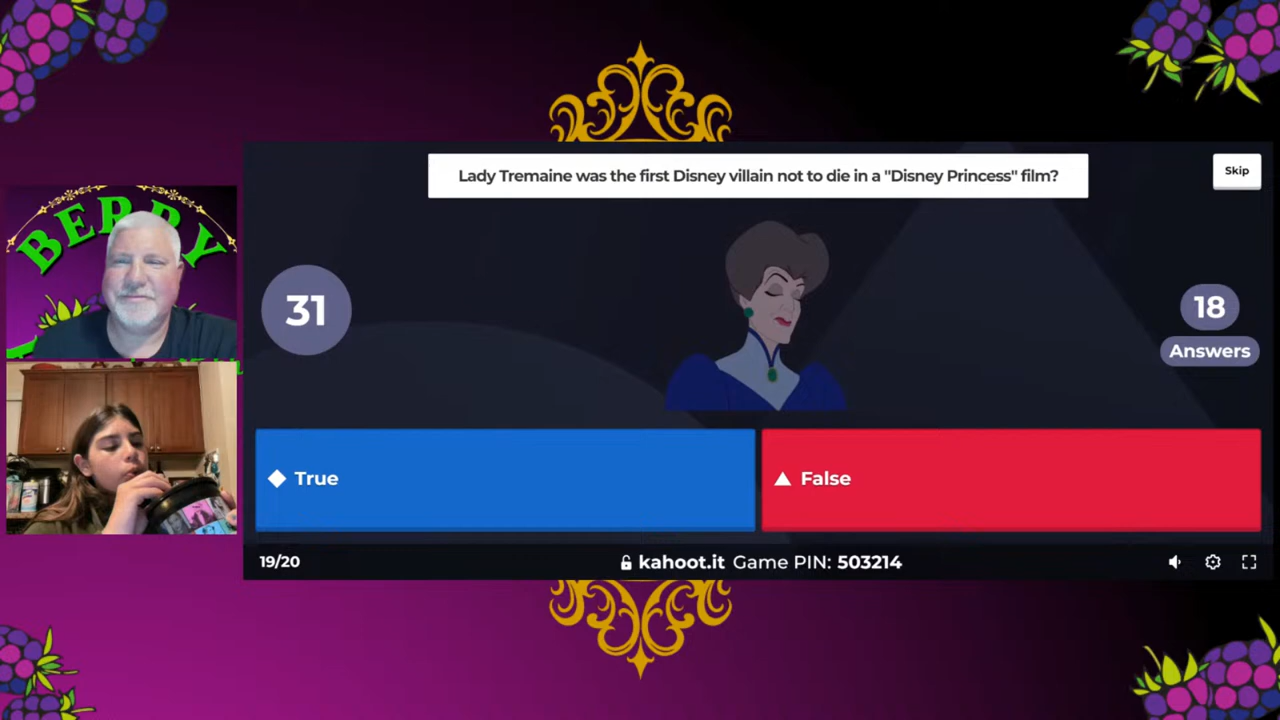 Lady Tremaine was the first Disney villain not to die in a "Disney Princess" film?
Skip
BERRY
31
18
Answers
True
False
19/20
kahoot.it Game PIN: 503214